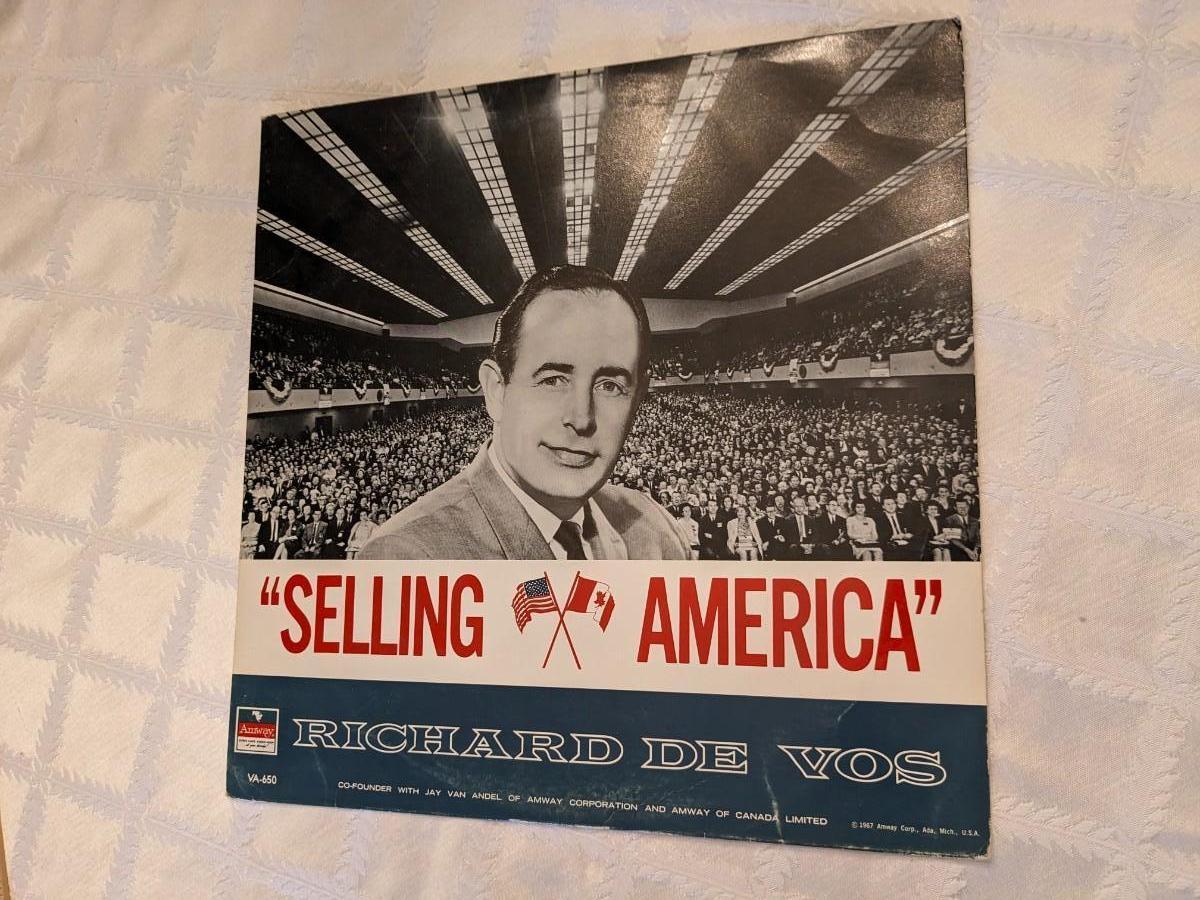 “SELLING AMERICA”
Amway
RICHARD DE VOS
VA-650
CO-FOUNDER WITH JAY VAN ANDEL OF AMWAY CORPORATION AND AMWAY OF CANADA LIMITED
© 1967 Amway Corp., Ada, Mich., U.S.A.